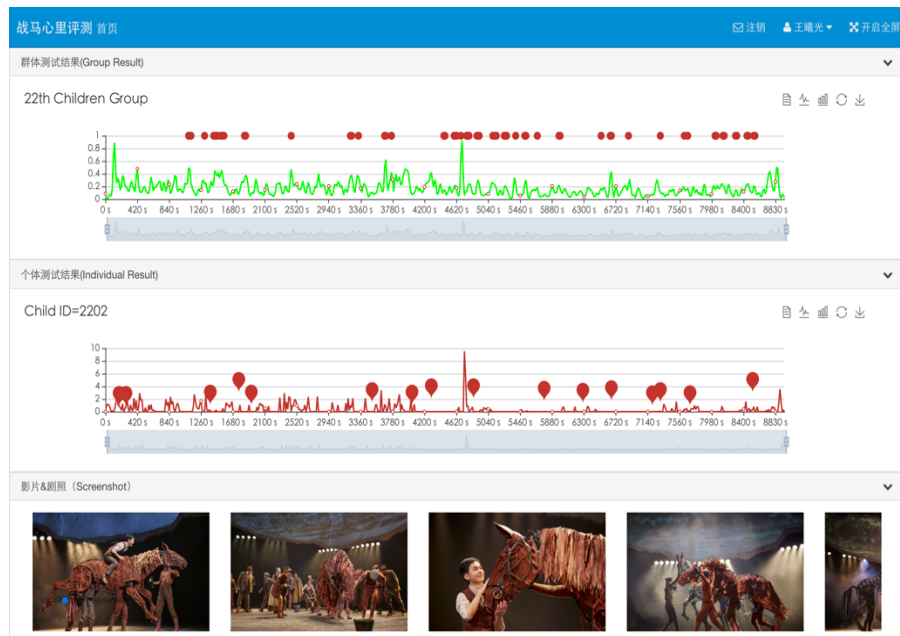 战马心里评测 首页
注销 王曦光 开启全屏
群体测试结果(Group Result)
22th Children Group
1
0.8
0.6
0.4
0.2
0
0 s 420 s 840 s 1260 s 1680 s 2100 s 2520 s 2940 s 3360 s 3780 s 4200 s 4620 s 5040 s 5460 s 5880 s 6300 s 6720 s 7140 s 7560 s 7980 s 8400 s 8830 s
个体测试结果(Individual Result)
Child ID=2202
10
8
6
4
2
0
0 s 420 s 840 s 1260 s 1680 s 2100 s 2520 s 2940 s 3360 s 3780 s 4200 s 4620 s 5040 s 5460 s 5880 s 6300 s 6720 s 7140 s 7560 s 7980 s 8400 s 8830 s
影片&剧照（Screenshot）